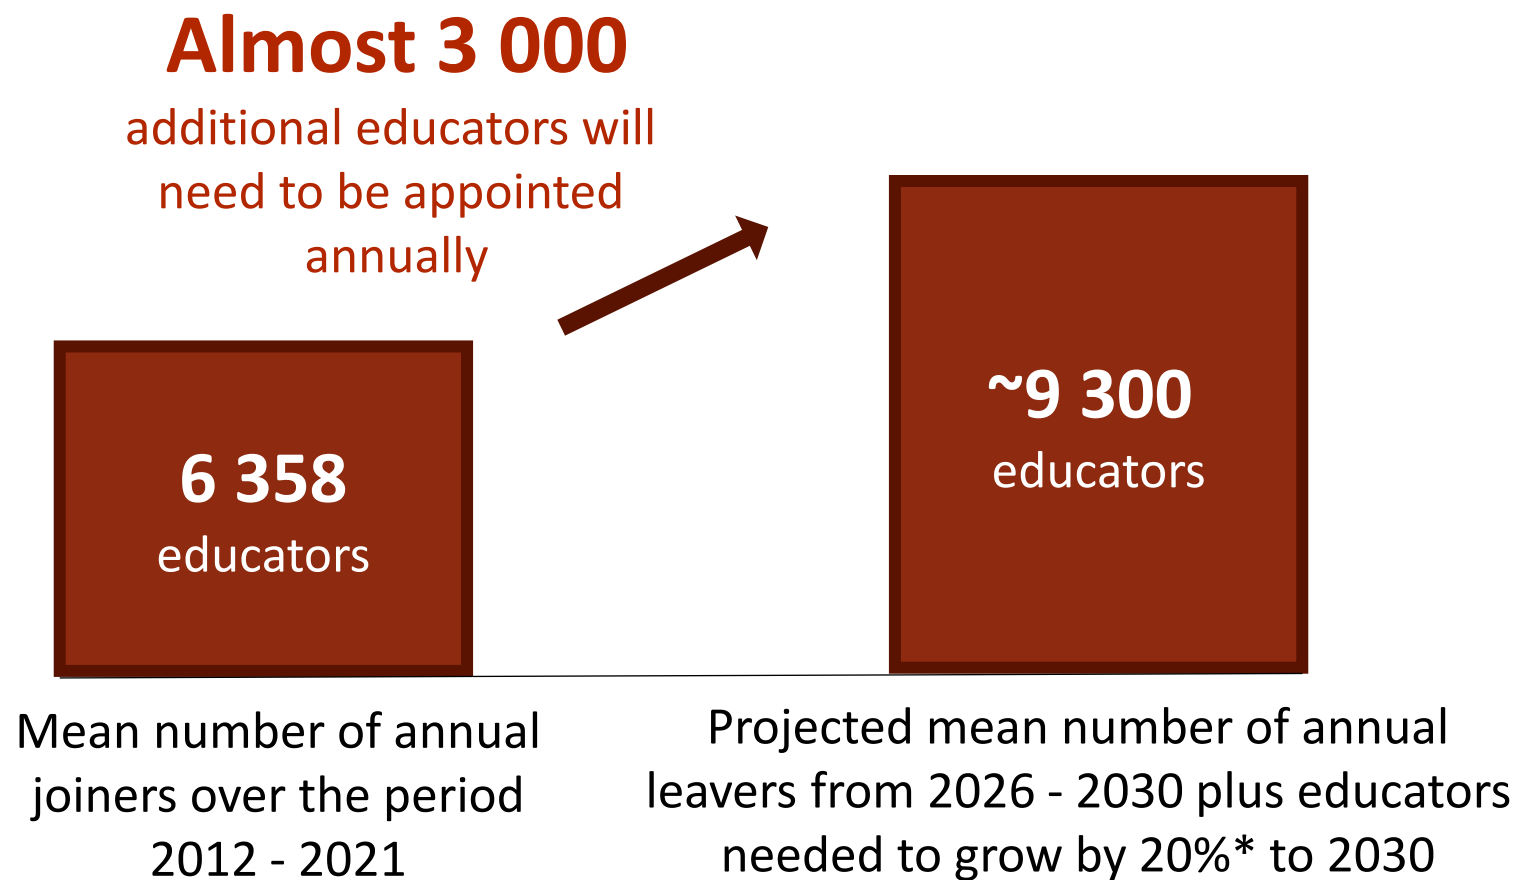 Almost 3 000
additional educators will
need to be appointed
annually
6 358
educators
~9 300
educators
Mean number of annual
joiners over the period
2012 - 2021
Projected mean number of annual
leavers from 2026 - 2030 plus educators
needed to grow by 20%* to 2030